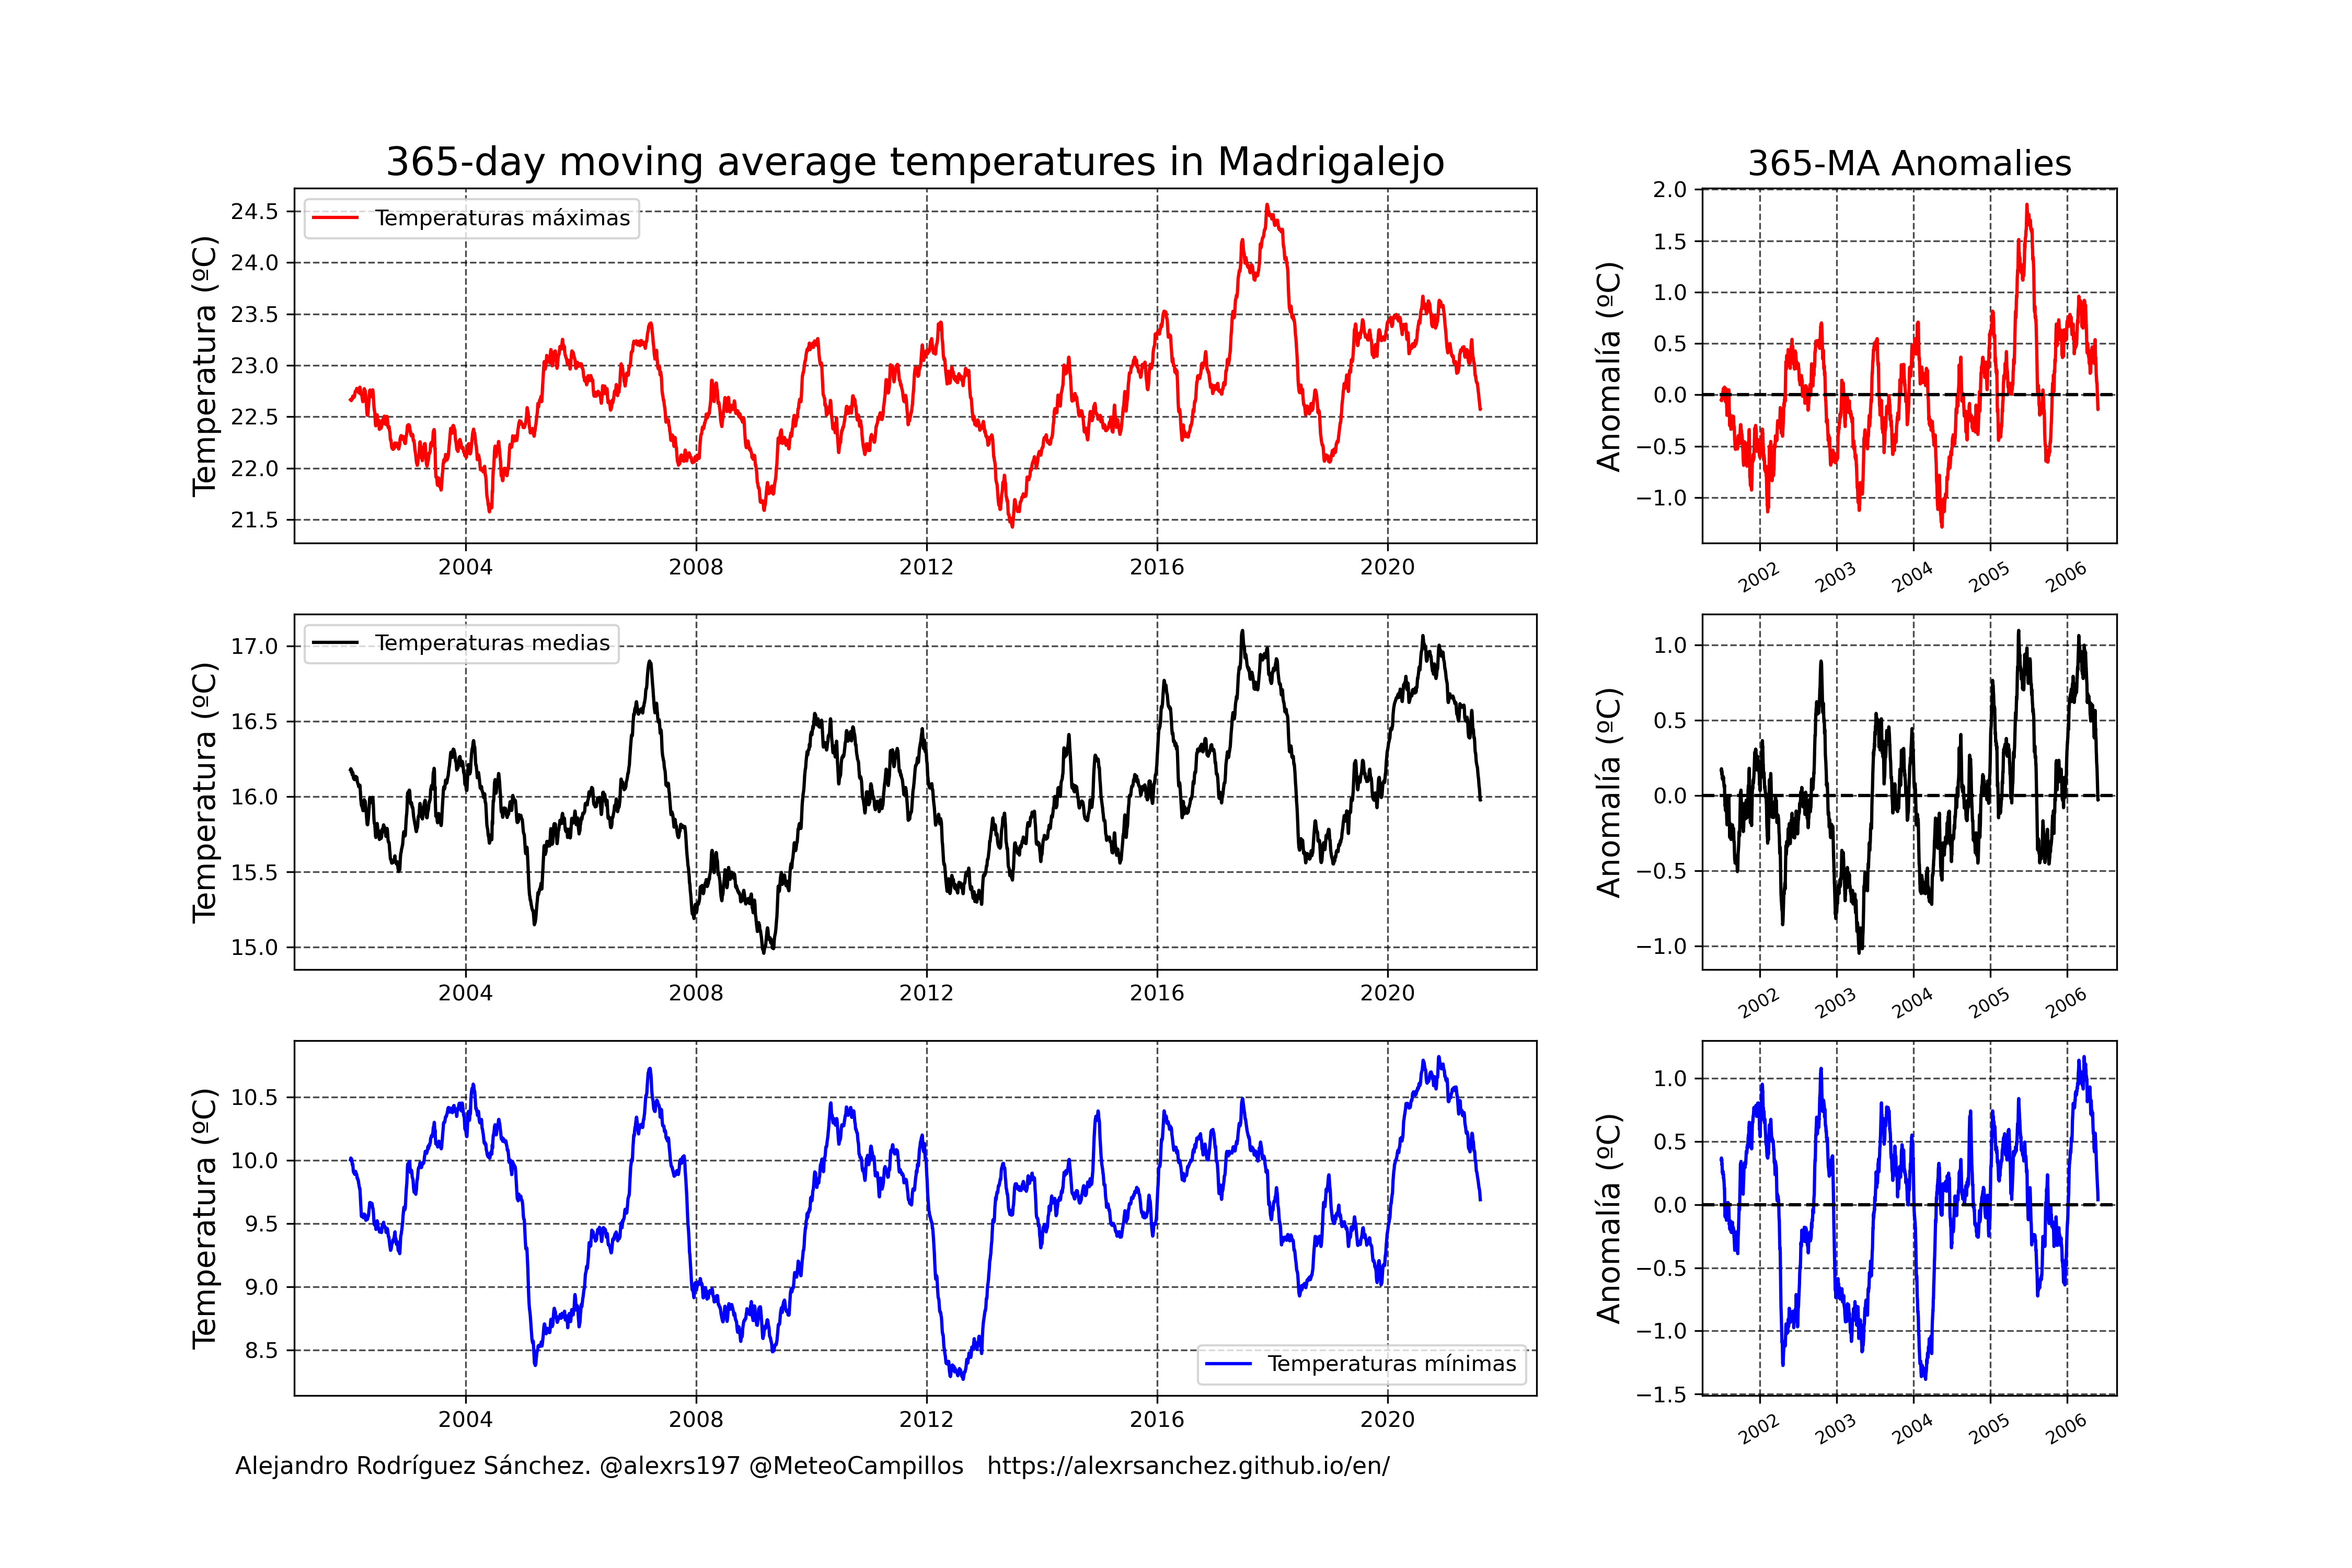 365-day moving average temperatures in Madrigalejo
365-MA Anomalies
Temperatura (ºC)
24.5
24.0
23.5
23.0
22.5
22.0
21.5
Temperaturas máximas
2004 2008 2012 2016 2020
Anomalía (ºC)
2.0
1.5
1.0
0.5
0.0
−0.5
−1.0
2002 2003 2004 2005 2006
Temperatura (ºC)
17.0
16.5
16.0
15.5
15.0
Temperaturas medias
2004 2008 2012 2016 2020
Anomalía (ºC)
1.0
0.5
0.0
−0.5
−1.0
2002 2003 2004 2005 2006
Temperatura (ºC)
10.5
10.0
9.5
9.0
8.5
Temperaturas mínimas
2004 2008 2012 2016 2020
Anomalía (ºC)
1.0
0.5
0.0
−0.5
−1.0
−1.5
2002 2003 2004 2005 2006
Alejandro Rodríguez Sánchez. @alexrs197 @MeteoCampillos https://alexrsanchez.github.io/en/